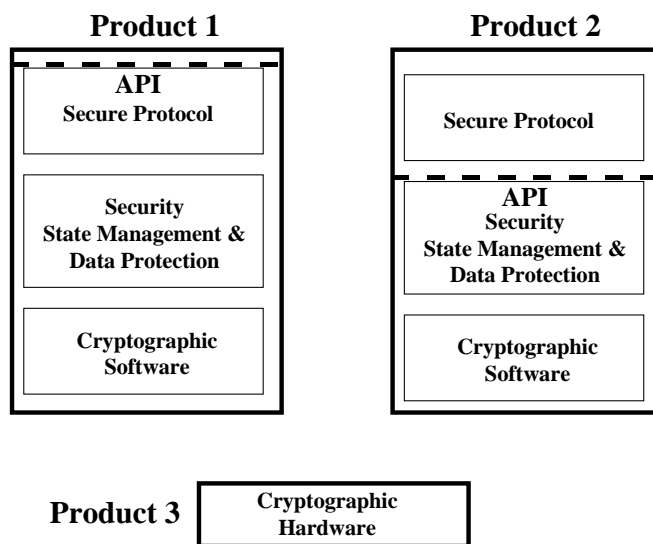 Product 1
API
Secure Protocol
Security
State Management &
Data Protection
Cryptographic
Software
Product 2
Secure Protocol
API
Security
State Management &
Data Protection
Cryptographic
Software
Product 3
Cryptographic
Hardware